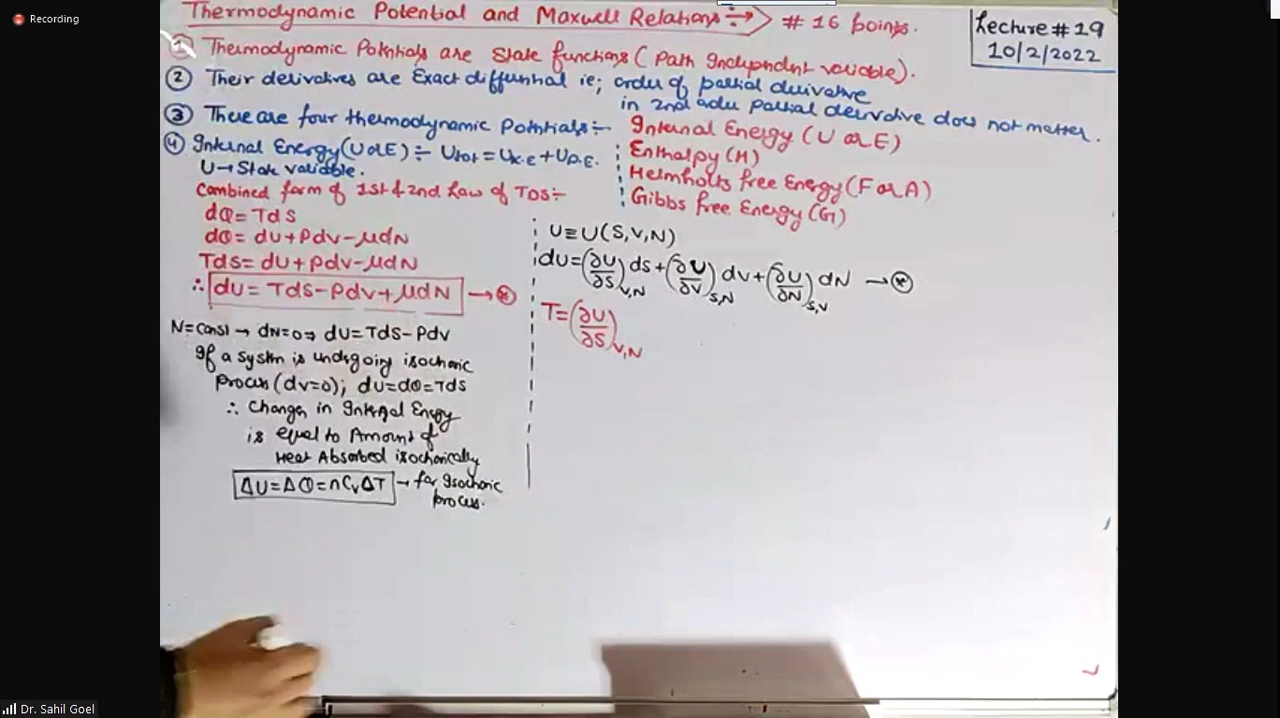 Recording
Thermodynamic Potential and Maxwell Relations :→ # 16 points.
Lecture # 19
10/2/2022
① Thermodynamic Potentials are State functions (Path Independent variable).
② Their derivatives are Exact differential ie; order of partial derivative
in 2nd order partial derivative does not matter.
③ There are four thermodynamic Potentials :-
Internal Energy (U or E)
Enthalpy (H)
Helmholts free Energy (F or A)
Gibbs free Energy (G)
④ Internal Energy (U or E) :- Utot = UK.E + UP.E.
U → State variable.
Combined form of 1st & 2nd Law of TDS :-
dQ = TdS
dQ = dU + Pdv - μdN
Tds = dU + Pdv - μdN
∴ dU = Tds - Pdv + μdN → ⊛
N = const → dN = 0 ⇒ dU = Tds - Pdv
If a system is undergoing isochoric
process (dv=0); dU = dQ = Tds
∴ Changes in Internal Energy
is equal to Amount of
Heat Absorbed isochorically
ΔU = ΔQ = nCvΔT → for Isochoric
process.
U ≡ U(S,V,N)
dU = (∂U/∂S)V,N ds + (∂U/∂V)S,N dv + (∂U/∂N)S,V dN → ⊛
T = (∂U/∂S)V,N
Dr. Sahil Goel